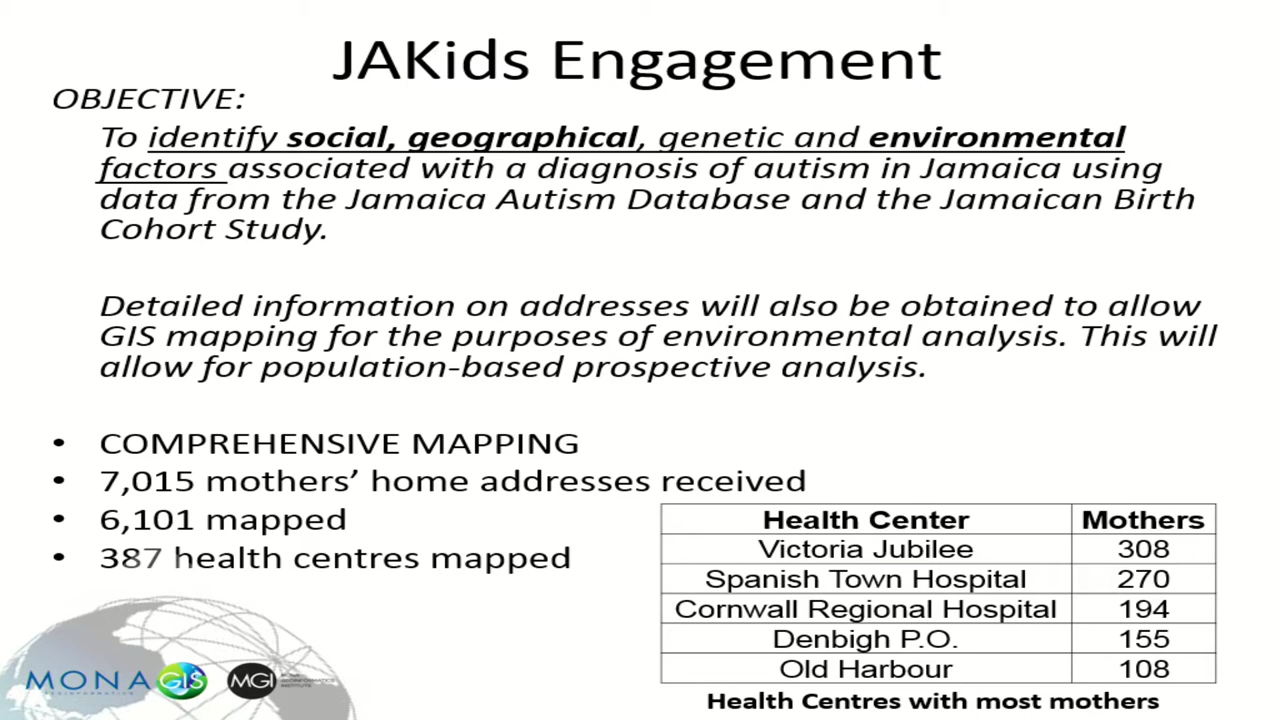 JAKids Engagement
OBJECTIVE:
To identify social, geographical, genetic and environmental
factors associated with a diagnosis of autism in Jamaica using
data from the Jamaica Autism Database and the Jamaican Birth
Cohort Study.
Detailed information on addresses will also be obtained to allow
GIS mapping for the purposes of environmental analysis. This will
allow for population-based prospective analysis.
• COMPREHENSIVE MAPPING
• 7,015 mothers’ home addresses received
• 6,101 mapped
• 387 health centres mapped
Health Center Mothers
Victoria Jubilee 308
Spanish Town Hospital 270
Cornwall Regional Hospital 194
Denbigh P.O. 155
Old Harbour 108
Health Centres with most mothers
MONA GIS
MGI